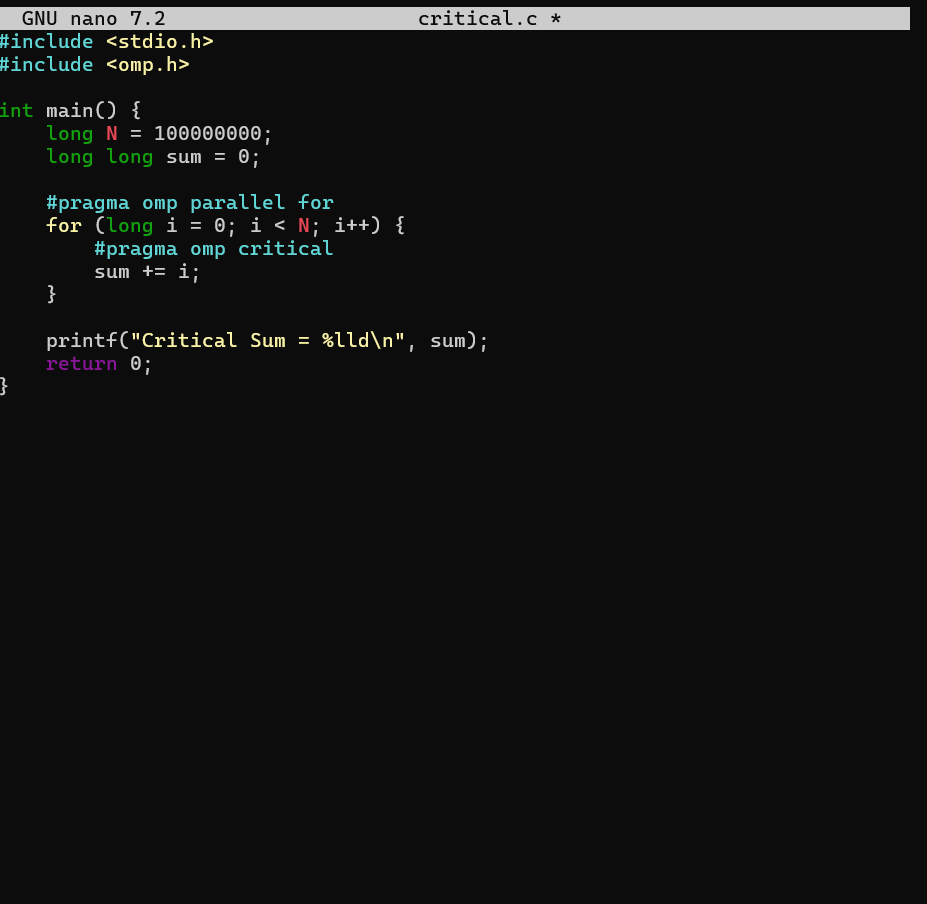 GNU nano 7.2 critical.c *
#include <stdio.h>
#include <omp.h>

int main() {
    long N = 100000000;
    long long sum = 0;

    #pragma omp parallel for
    for (long i = 0; i < N; i++) {
        #pragma omp critical
        sum += i;
    }

    printf("Critical Sum = %lld\n", sum);
    return 0;
}